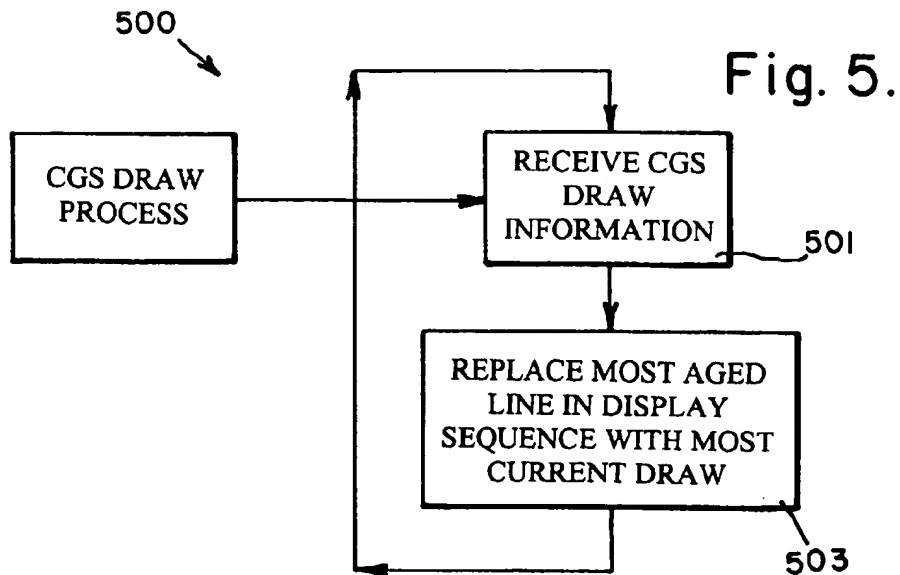 500
Fig. 5.
CGS DRAW
PROCESS
RECEIVE CGS
DRAW
INFORMATION
501
REPLACE MOST AGED
LINE IN DISPLAY
SEQUENCE WITH MOST
CURRENT DRAW
503